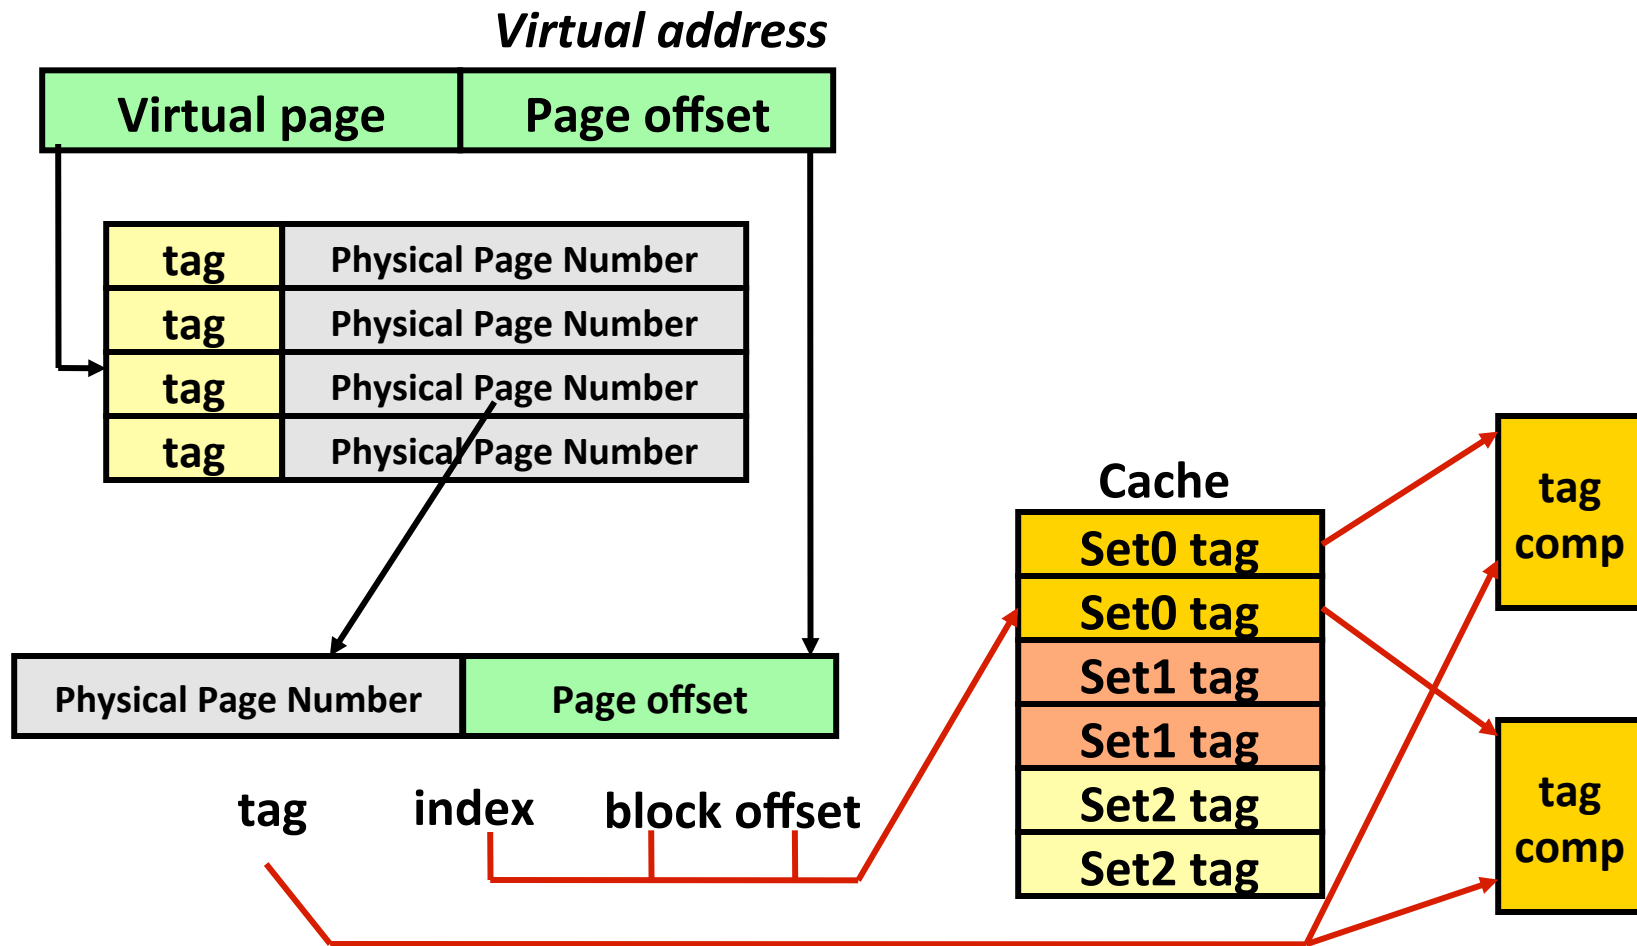 Virtual address
Virtual page Page offset
tag Physical Page Number
tag Physical Page Number
tag Physical Page Number
tag Physical Page Number
Physical Page Number Page offset
tag index block offset
Cache
Set0 tag
Set0 tag
Set1 tag
Set1 tag
Set2 tag
Set2 tag
tag
comp
tag
comp